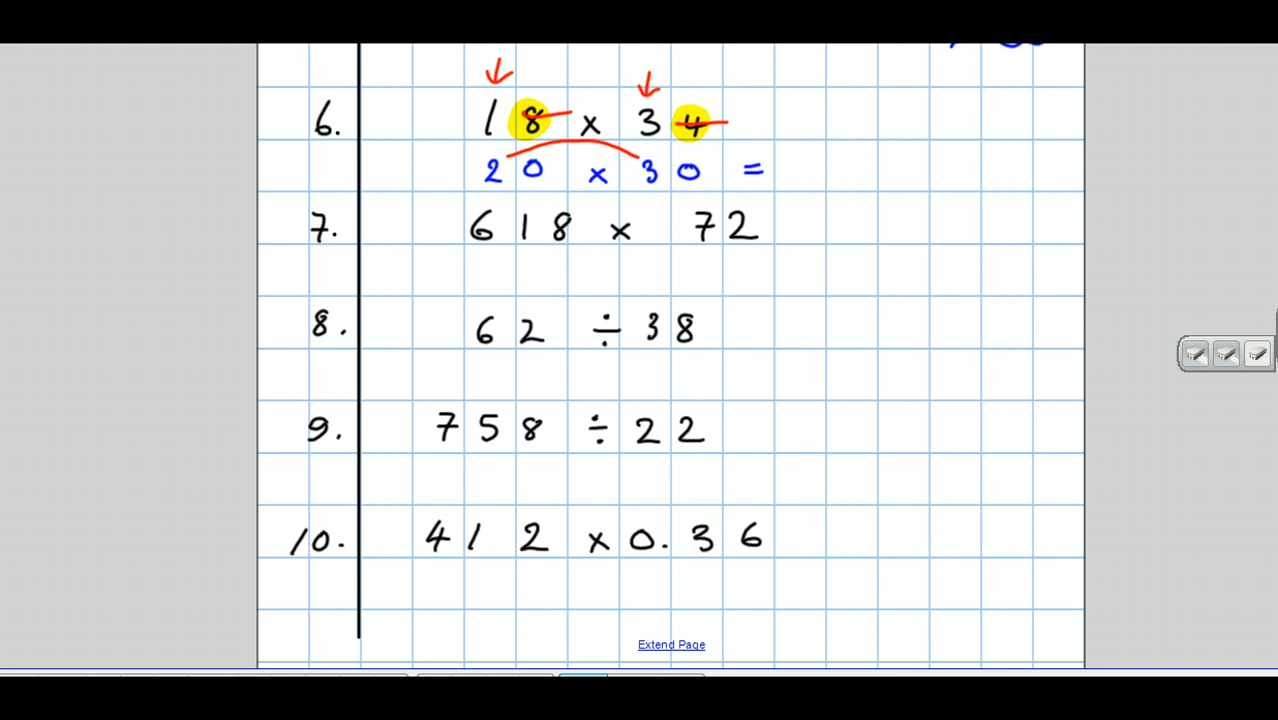 6. 18 x 34
20 x 30 =
7. 618 x 72
8. 62 ÷ 38
9. 758 ÷ 22
10. 412 x 0.36
Extend Page